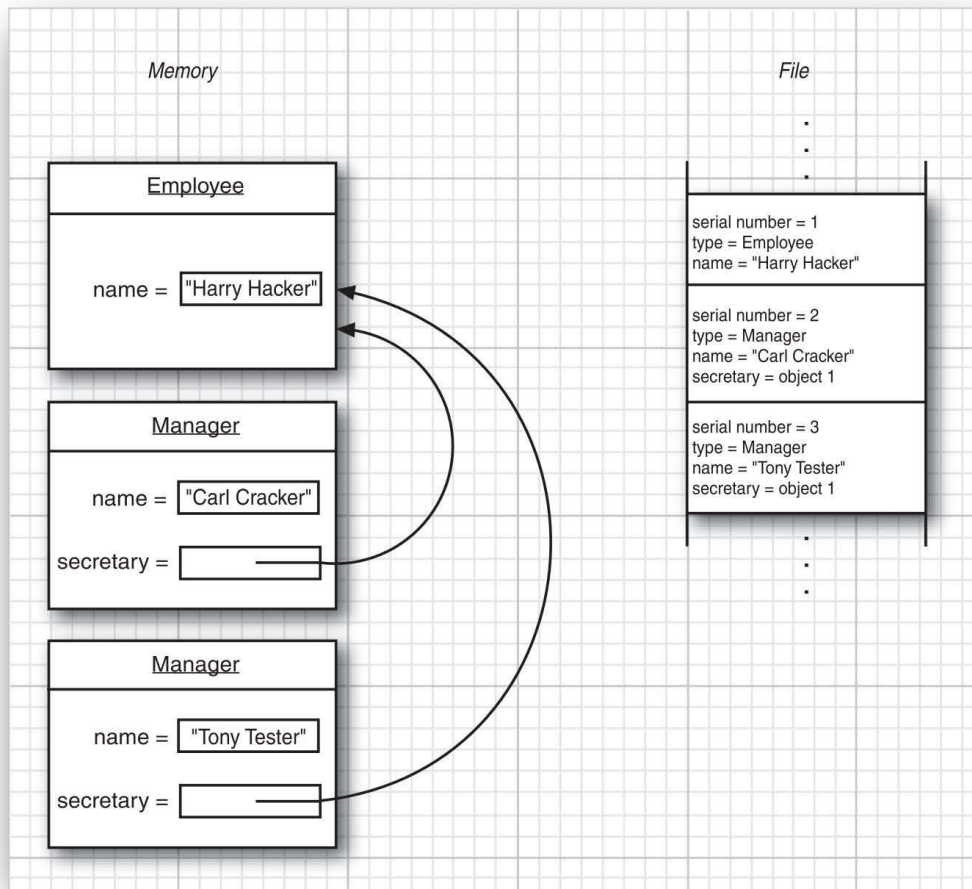 Memory
File
Employee
name = "Harry Hacker"
Manager
name = "Carl Cracker"
secretary =
Manager
name = "Tony Tester"
secretary =
serial number = 1
type = Employee
name = "Harry Hacker"
serial number = 2
type = Manager
name = "Carl Cracker"
secretary = object 1
serial number = 3
type = Manager
name = "Tony Tester"
secretary = object 1